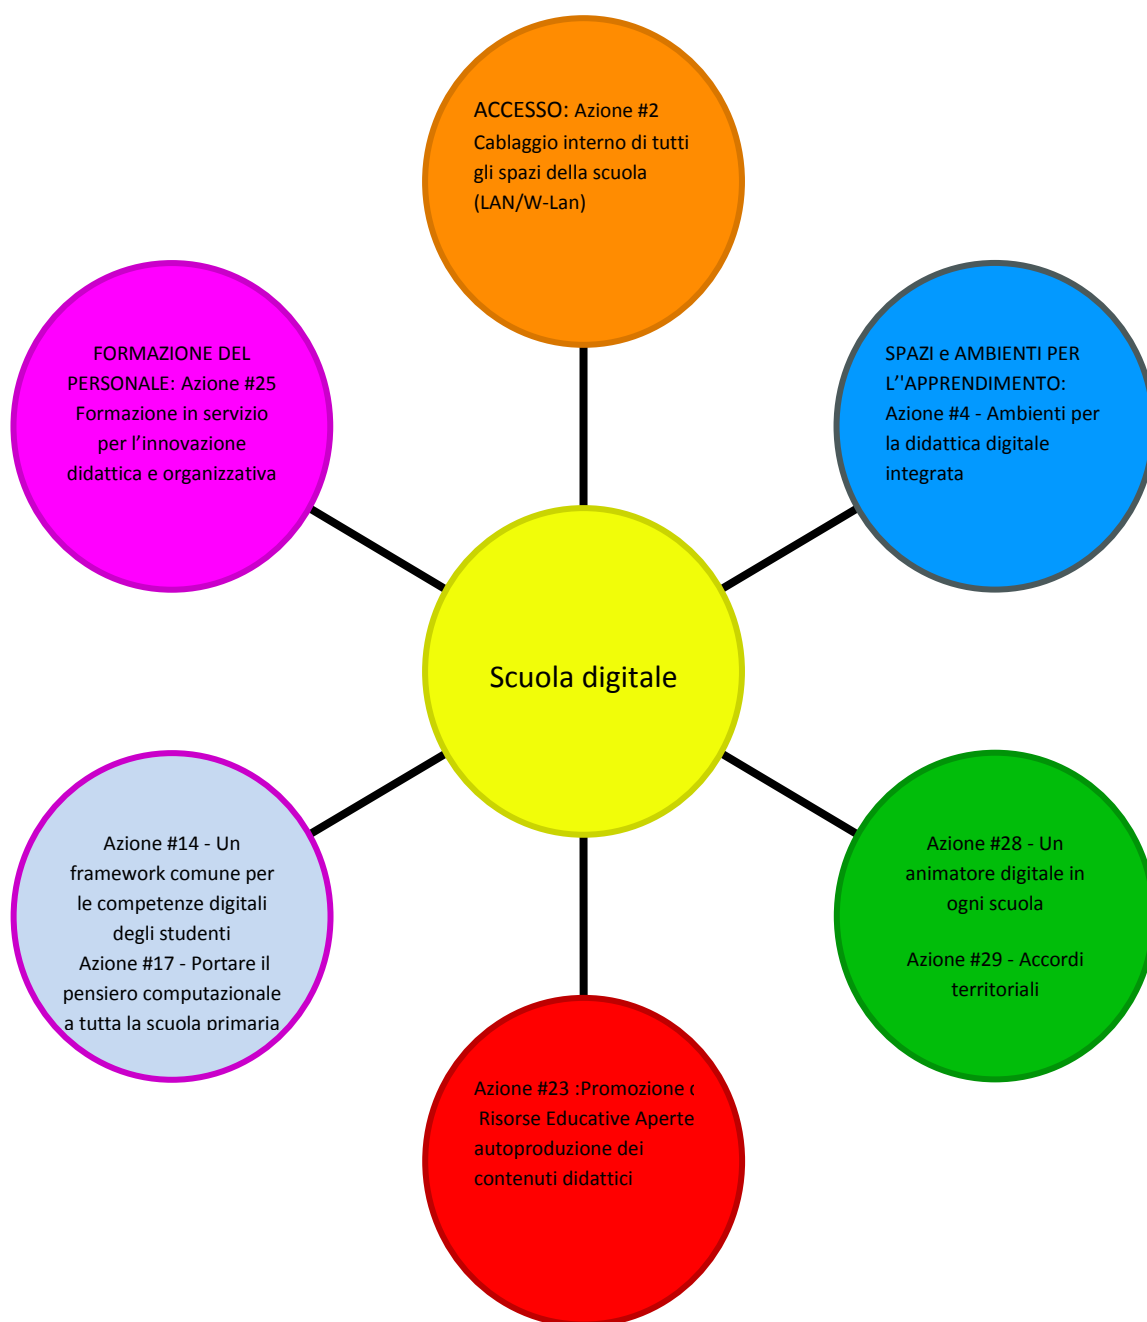 ACCESSO: Azione #2
Cablaggio interno di tutti
gli spazi della scuola
(LAN/W-Lan)
FORMAZIONE DEL
PERSONALE: Azione #25
Formazione in servizio
per l’innovazione
didattica e organizzativa
SPAZI e AMBIENTI PER
L’'APPRENDIMENTO:
Azione #4 - Ambienti per
la didattica digitale
integrata
Scuola digitale
Azione #14 - Un
framework comune per
le competenze digitali
degli studenti
Azione #17 - Portare il
pensiero computazionale
a tutta la scuola primaria
Azione #28 - Un
animatore digitale in
ogni scuola
Azione #29 - Accordi
territoriali
Azione #23 :Promozione
Risorse Educative Aperte
autoproduzione dei
contenuti didattici